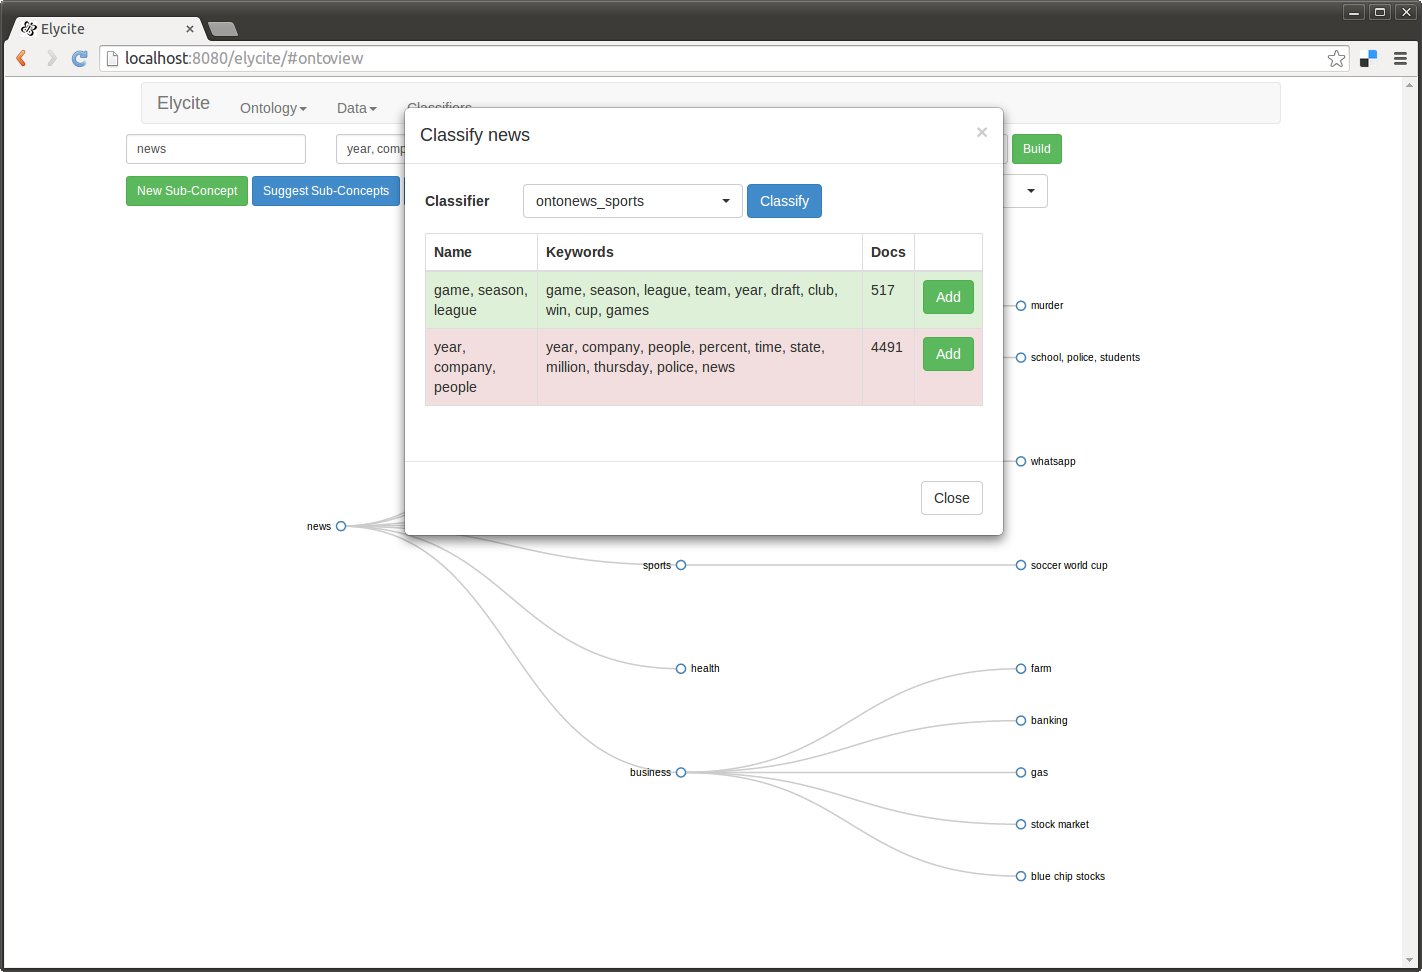 Elycite
localhost:8080/elycite/#ontoview
Elycite Ontology Data Classifiers
news year, comp Build
New Sub-Concept Suggest Sub-Concepts
Classify news ×
Classifier ontonews_sports Classify
Name Keywords Docs
game, season, league game, season, league, team, year, draft, club, 517 Add
win, cup, games
year, company, people year, company, people, percent, time, state, 4491 Add
million, thursday, police, news
Close
murder
school, police, students
whatsapp
news
sports soccer world cup
health farm
banking
business gas
stock market
blue chip stocks